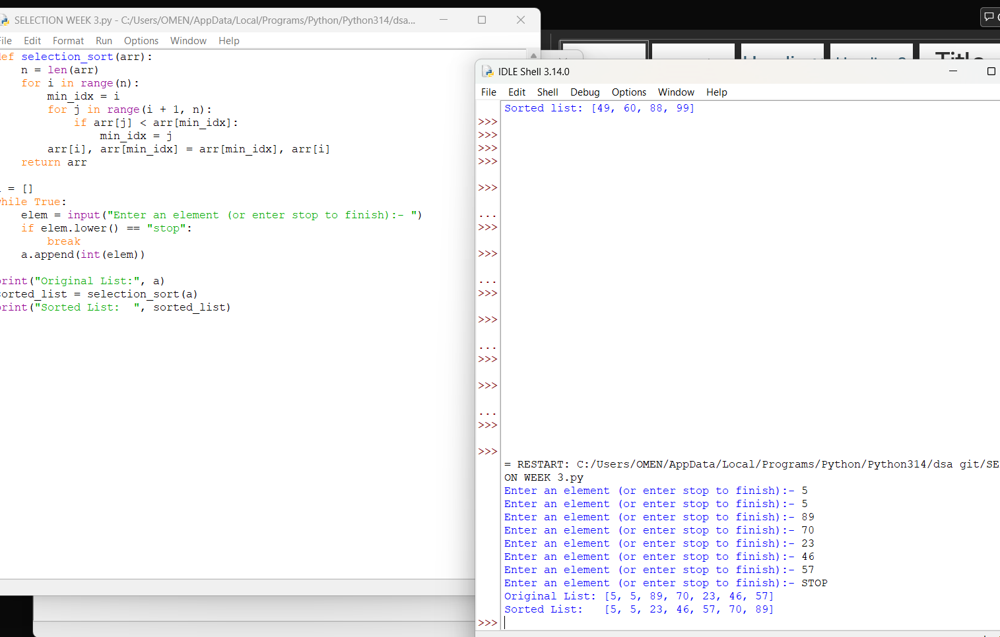 SELECTION WEEK 3.py - C:/Users/OMEN/AppData/Local/Programs/Python/Python314/dsa...
ile Edit Format Run Options Window Help
ef selection_sort(arr):
n = len(arr)
for i in range(n):
min_idx = i
for j in range(i + 1, n):
if arr[j] < arr[min_idx]:
min_idx = j
arr[i], arr[min_idx] = arr[min_idx], arr[i]
return arr
= []
hile True:
elem = input("Enter an element (or enter stop to finish):- ")
if elem.lower() == "stop":
break
a.append(int(elem))
rint("Original List:", a)
orted_list = selection_sort(a)
rint("Sorted List:  ", sorted_list)
Title
IDLE Shell 3.14.0
File Edit Shell Debug Options Window Help
Sorted list: [49, 60, 88, 99]
>>>
>>>
>>>
>>>
>>>
...
>>>
>>>
...
>>>
>>>
...
>>>
>>>
...
>>>
>>>
= RESTART: C:/Users/OMEN/AppData/Local/Programs/Python/Python314/dsa git/SE
ON WEEK 3.py
Enter an element (or enter stop to finish):- 5
Enter an element (or enter stop to finish):- 5
Enter an element (or enter stop to finish):- 89
Enter an element (or enter stop to finish):- 70
Enter an element (or enter stop to finish):- 23
Enter an element (or enter stop to finish):- 46
Enter an element (or enter stop to finish):- 57
Enter an element (or enter stop to finish):- STOP
Original List: [5, 5, 89, 70, 23, 46, 57]
Sorted List:   [5, 5, 23, 46, 57, 70, 89]
>>>